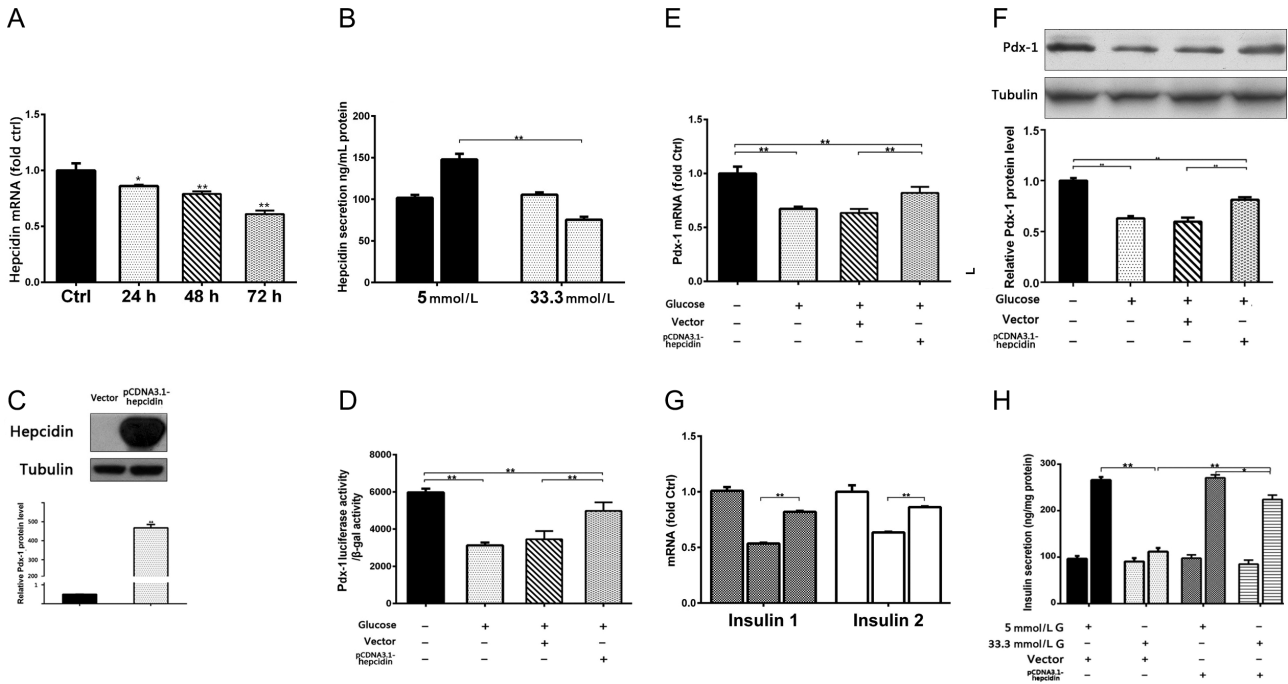 A
Hepcidin mRNA (fold ctrl)
1.5
1.0
0.5
0.0
*
**
**
Ctrl 24 h 48 h 72 h
B
Hepcidin secretion ng/mL protein
200
150
100
50
0
**
5 mmol/L 33.3 mmol/L
E
Pdx-1 mRNA (fold Ctrl)
1.5
1.0
0.5
0.0
**
** **
Glucose – + + +
Vector – – + –
pCDNA3.1-
hepcidin – – – +
L
F
Pdx-1
Tubulin
Relative Pdx-1 protein level
1.5
1.0
0.5
0.0
**
** **
Glucose – + + +
Vector – – + –
pCDNA3.1-
hepcidin – – – +
C
Vector pCDNA3.1-
hepcidin
Hepcidin
Tubulin
Relative Pdx-1 protein level
500
400
300
200
1
0
**
D
Pdx-1luciferase activity
/β-gal activity
8000
6000
4000
2000
0
**
** **
Glucose – + + +
Vector – – + –
pCDNA3.1-
hepcidin – – – +
G
mRNA (fold Ctrl)
1.5
1.0
0.5
0.0
** **
Insulin 1 Insulin 2
H
Insulin secretion (ng/mg protein)
300
200
100
0
** **
*
5 mmol/L G + – + –
33.3 mmol/L G – + – +
Vector + + – –
pCDNA3.1-
hepcidin – – + +